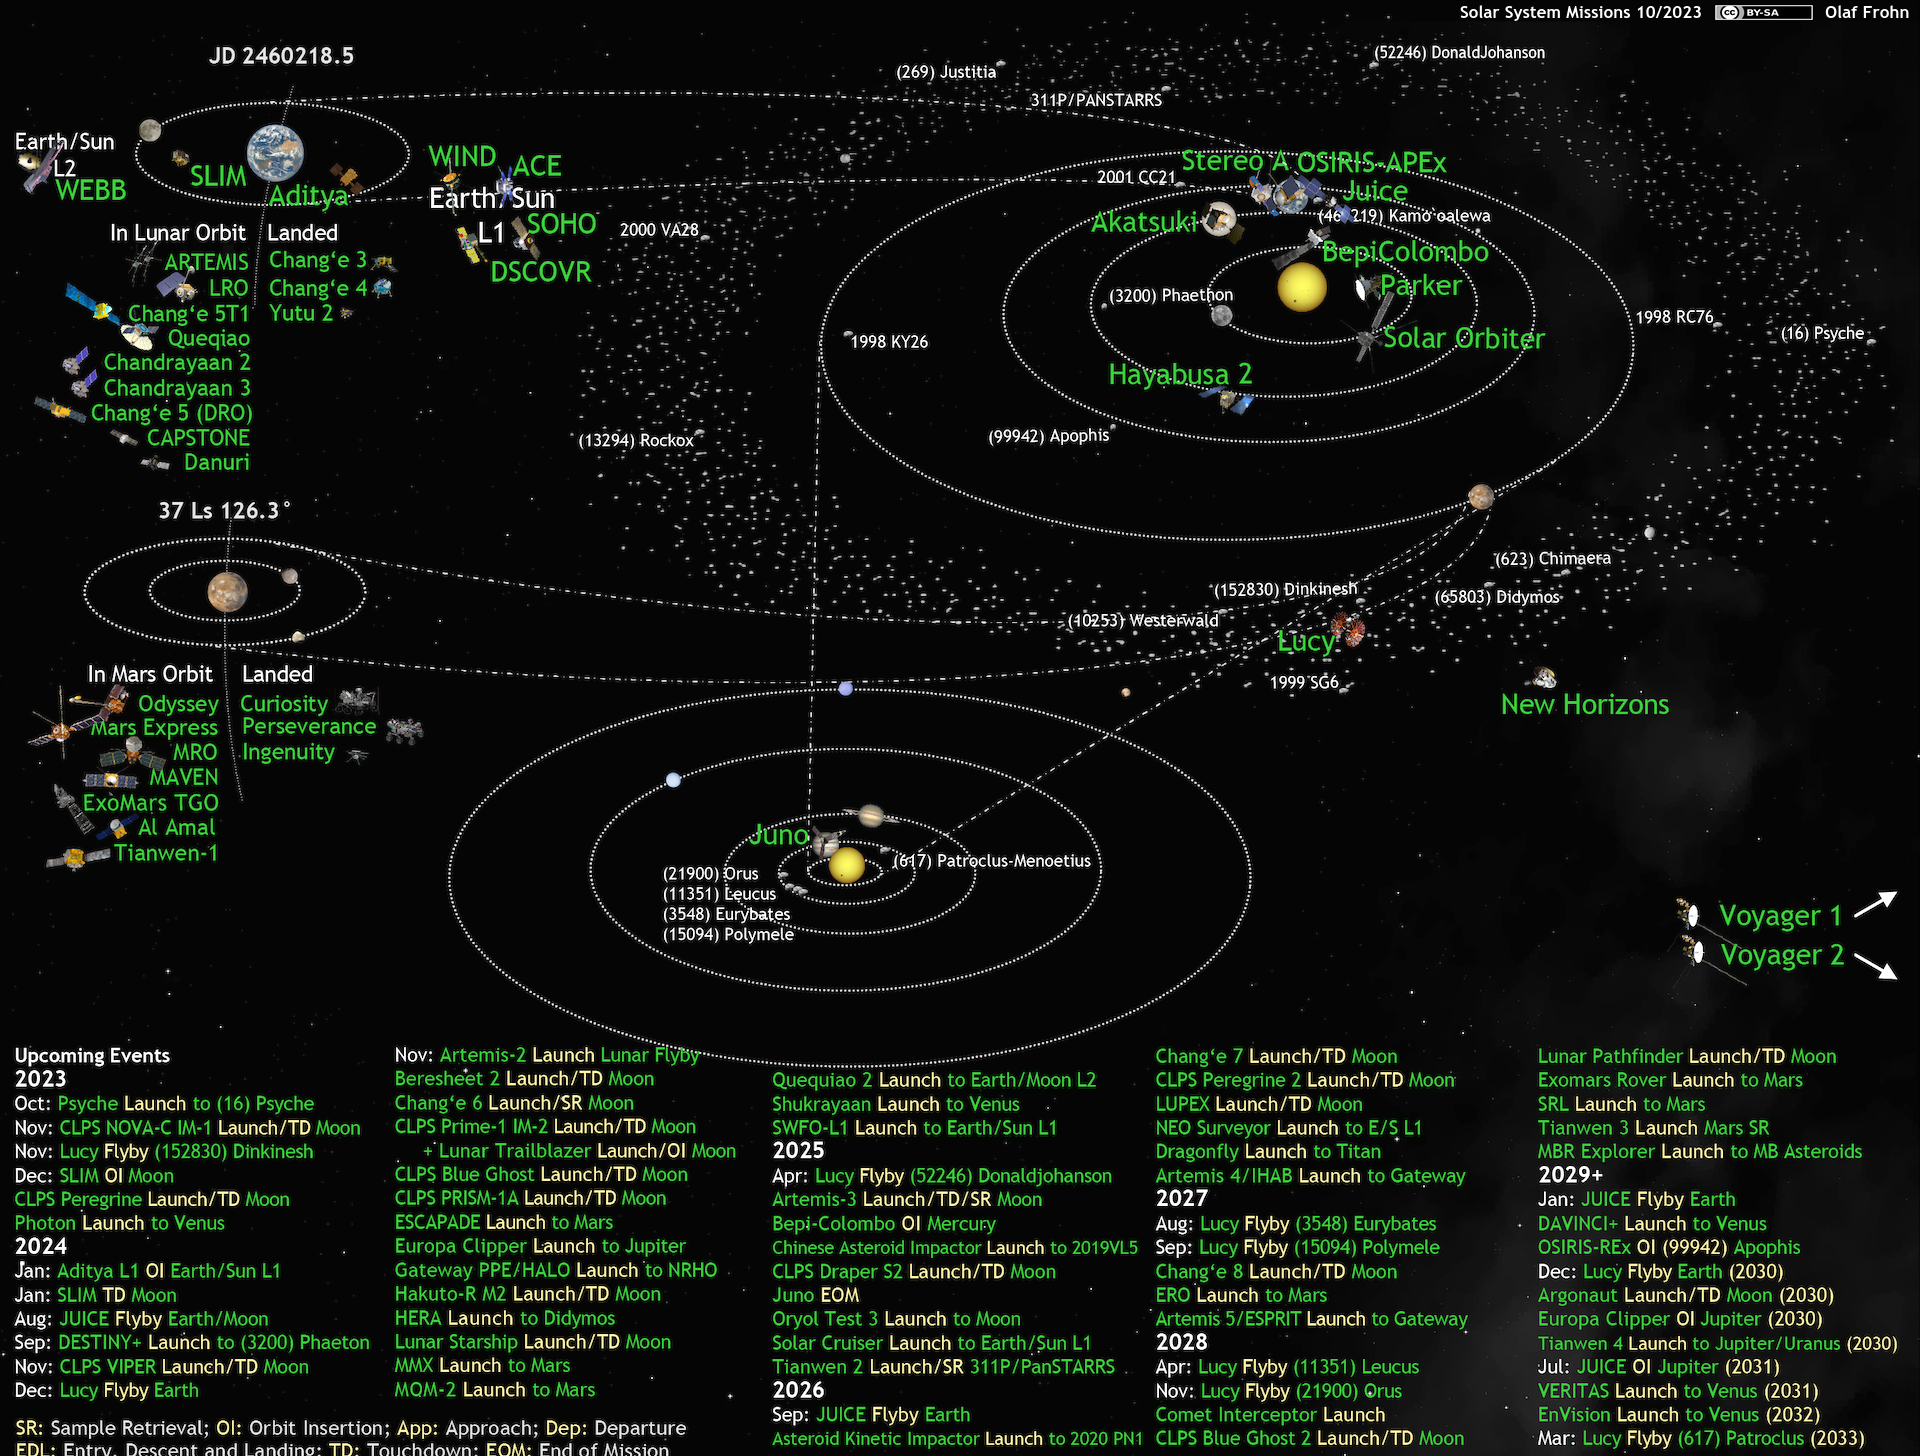 Solar System Missions 10/2023 cc BY-SA Olaf Frohn
JD 2460218.5
(52246) DonaldJohanson
(269) Justitia
311P/PANSTARRS
Earth/Sun
L2
WEBB
SLIM
Aditya
WIND
ACE
Earth/Sun
L1
SOHO
DSCOVR
2000 VA28
Stereo A
OSIRIS-APEx
2001 CC21
Juice
Akatsuki
Kamo'oalewa
BepiColombo
Parker
(3200) Phaethon
Solar Orbiter
1998 KY26
1998 RC76
(16) Psyche
Hayabusa 2
(99942) Apophis
(13294) Rockox
In Lunar Orbit
ARTEMIS
LRO
Chang‘e 5T1
Queqiao
Chandrayaan 2
Chandrayaan 3
Chang‘e 5 (DRO)
CAPSTONE
Danuri
Landed
Chang‘e 3
Chang‘e 4
Yutu 2
37 Ls 126.3°
(623) Chimaera
(152830) Dinkinesh
(65803) Didymos
(10253) Westerwald
Lucy
1999 SG6
New Horizons
In Mars Orbit
Odyssey
Mars Express
MRO
MAVEN
ExoMars TGO
Al Amal
Tianwen-1
Landed
Curiosity
Perseverance
Ingenuity
Juno
(617) Patroclus-Menoetius
(21900) Orus
(11351) Leucus
(3548) Eurybates
(15094) Polymele
Voyager 1
Voyager 2
Upcoming Events
2023
Oct: Psyche Launch to (16) Psyche
Nov: CLPS NOVA-C IM-1 Launch/TD Moon
Nov: Lucy Flyby (152830) Dinkinesh
Dec: SLIM OI Moon
CLPS Peregrine Launch/TD Moon
Photon Launch to Venus
2024
Jan: Aditya L1 OI Earth/Sun L1
Jan: SLIM TD Moon
Aug: JUICE Flyby Earth/Moon
Sep: DESTINY+ Launch to (3200) Phaeton
Nov: CLPS VIPER Launch/TD Moon
Dec: Lucy Flyby Earth
Nov: Artemis-2 Launch Lunar Flyby
Beresheet 2 Launch/TD Moon
Chang‘e 6 Launch/SR Moon
CLPS Prime-1 IM-2 Launch/TD Moon
+ Lunar Trailblazer Launch/OI Moon
CLPS Blue Ghost Launch/TD Moon
CLPS PRISM-1A Launch/TD Moon
ESCAPADE Launch to Mars
Europa Clipper Launch to Jupiter
Gateway PPE/HALO Launch to NRHO
Hakuto-R M2 Launch/TD Moon
HERA Launch to Didymos
Lunar Starship Launch/TD Moon
MMX Launch to Mars
MOM-2 Launch to Mars
Quequiao 2 Launch to Earth/Moon L2
Shukrayaan Launch to Venus
SWFO-L1 Launch to Earth/Sun L1
2025
Apr: Lucy Flyby (52246) Donaldjohanson
Artemis-3 Launch/TD/SR Moon
Bepi-Colombo OI Mercury
Chinese Asteroid Impactor Launch to 2019VL5
CLPS Draper S2 Launch/TD Moon
Juno EOM
Oryol Test 3 Launch to Moon
Solar Cruiser Launch to Earth/Sun L1
Tianwen 2 Launch/SR 311P/PanSTARRS
2026
Sep: JUICE Flyby Earth
Asteroid Kinetic Impactor Launch to 2020 PN1
Chang‘e 7 Launch/TD Moon
CLPS Peregrine 2 Launch/TD Moon
LUPEX Launch/TD Moon
NEO Surveyor Launch to E/S L1
Dragonfly Launch to Titan
Artemis 4/IHAB Launch to Gateway
2027
Aug: Lucy Flyby (3548) Eurybates
Sep: Lucy Flyby (15094) Polymele
Chang‘e 8 Launch/TD Moon
ERO Launch to Mars
Artemis 5/ESPRIT Launch to Gateway
2028
Apr: Lucy Flyby (11351) Leucus
Nov: Lucy Flyby (21900) Orus
Comet Interceptor Launch
CLPS Blue Ghost 2 Launch/TD Moon
Lunar Pathfinder Launch/TD Moon
Exomars Rover Launch to Mars
SRL Launch to Mars
Tianwen 3 Launch Mars SR
MBR Explorer Launch to MB Asteroids
2029+
Jan: JUICE Flyby Earth
DAVINCI+ Launch to Venus
OSIRIS-REx OI (99942) Apophis
Dec: Lucy Flyby Earth (2030)
Argonaut Launch/TD Moon (2030)
Europa Clipper OI Jupiter (2030)
Tianwen 4 Launch to Jupiter/Uranus (2030)
Jul: JUICE OI Jupiter (2031)
VERITAS Launch to Venus (2031)
EnVision Launch to Venus (2032)
Mar: Lucy Flyby (617) Patroclus (2033)
SR: Sample Retrieval; OI: Orbit Insertion; App: Approach; Dep: Departure
EDL: Entry, Descent and Landing; TD: Touchdown; EOM: End of Mission